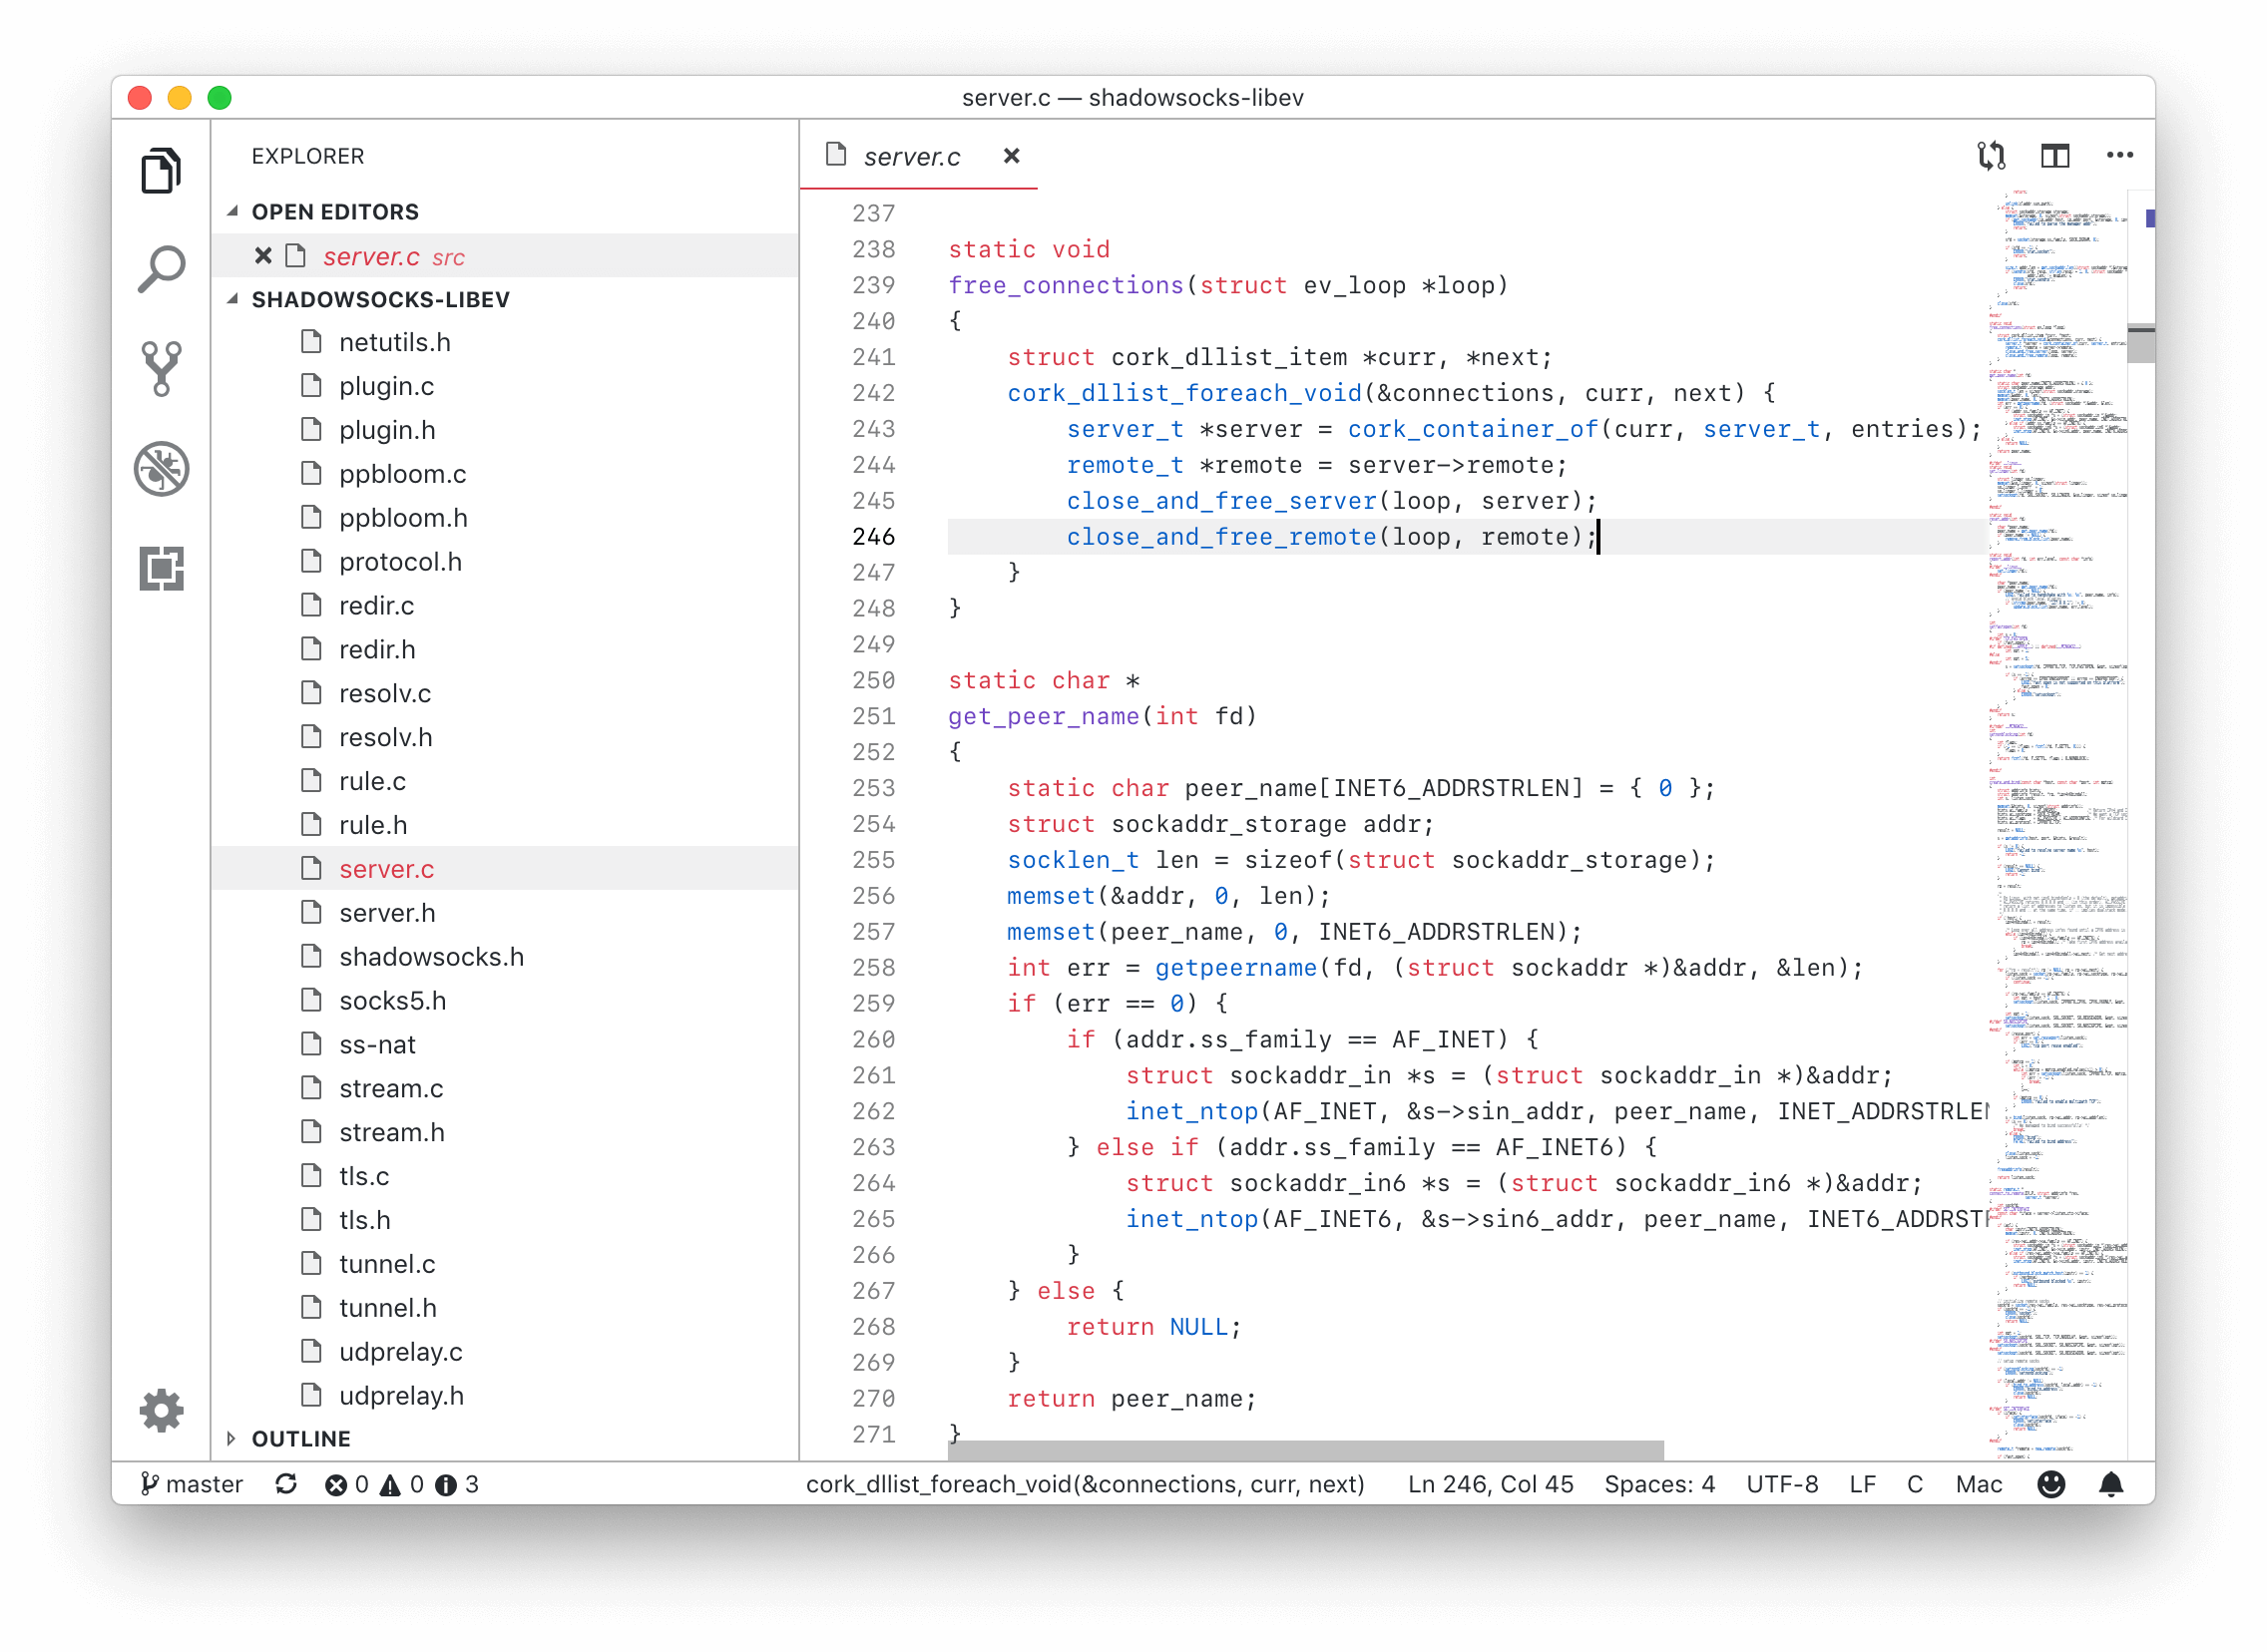 server.c — shadowsocks-libev
EXPLORER
OPEN EDITORS
server.c src
SHADOWSOCKS-LIBEV
netutils.h
plugin.c
plugin.h
ppbloom.c
ppbloom.h
protocol.h
redir.c
redir.h
resolv.c
resolv.h
rule.c
rule.h
server.c
server.h
shadowsocks.h
socks5.h
ss-nat
stream.c
stream.h
tls.c
tls.h
tunnel.c
tunnel.h
udprelay.c
udprelay.h
OUTLINE
server.c
237
238 static void
239 free_connections(struct ev_loop *loop)
240 {
241     struct cork_dllist_item *curr, *next;
242     cork_dllist_foreach_void(&connections, curr, next) {
243         server_t *server = cork_container_of(curr, server_t, entries);
244         remote_t *remote = server->remote;
245         close_and_free_server(loop, server);
246         close_and_free_remote(loop, remote);
247     }
248 }
249
250 static char *
251 get_peer_name(int fd)
252 {
253     static char peer_name[INET6_ADDRSTRLEN] = { 0 };
254     struct sockaddr_storage addr;
255     socklen_t len = sizeof(struct sockaddr_storage);
256     memset(&addr, 0, len);
257     memset(peer_name, 0, INET6_ADDRSTRLEN);
258     int err = getpeername(fd, (struct sockaddr *)&addr, &len);
259     if (err == 0) {
260         if (addr.ss_family == AF_INET) {
261             struct sockaddr_in *s = (struct sockaddr_in *)&addr;
262             inet_ntop(AF_INET, &s->sin_addr, peer_name, INET_ADDRSTRLEN
263         } else if (addr.ss_family == AF_INET6) {
264             struct sockaddr_in6 *s = (struct sockaddr_in6 *)&addr;
265             inet_ntop(AF_INET6, &s->sin6_addr, peer_name, INET6_ADDRSTR
266         }
267     } else {
268         return NULL;
269     }
270     return peer_name;
271 }
master 0 0 3 cork_dllist_foreach_void(&connections, curr, next) Ln 246, Col 45 Spaces: 4 UTF-8 LF C Mac